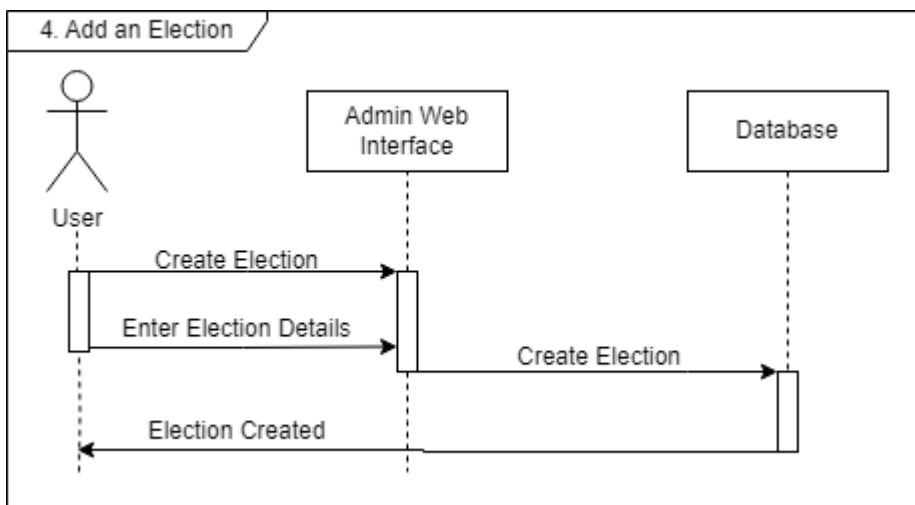 4. Add an Election
Admin Web
Interface
Database
User
Create Election
Enter Election Details
Create Election
Election Created